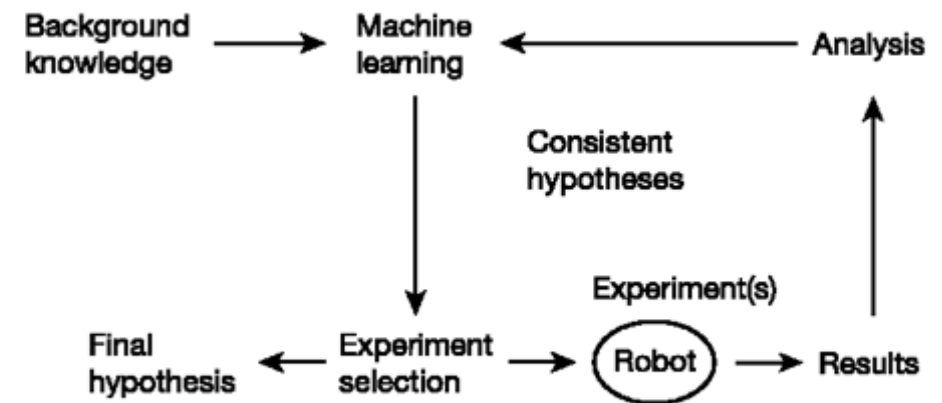 Background
knowledge
Machine
learning
Analysis
Consistent
hypotheses
Experiment(s)
Final
hypothesis
Experiment
selection
Robot
Results